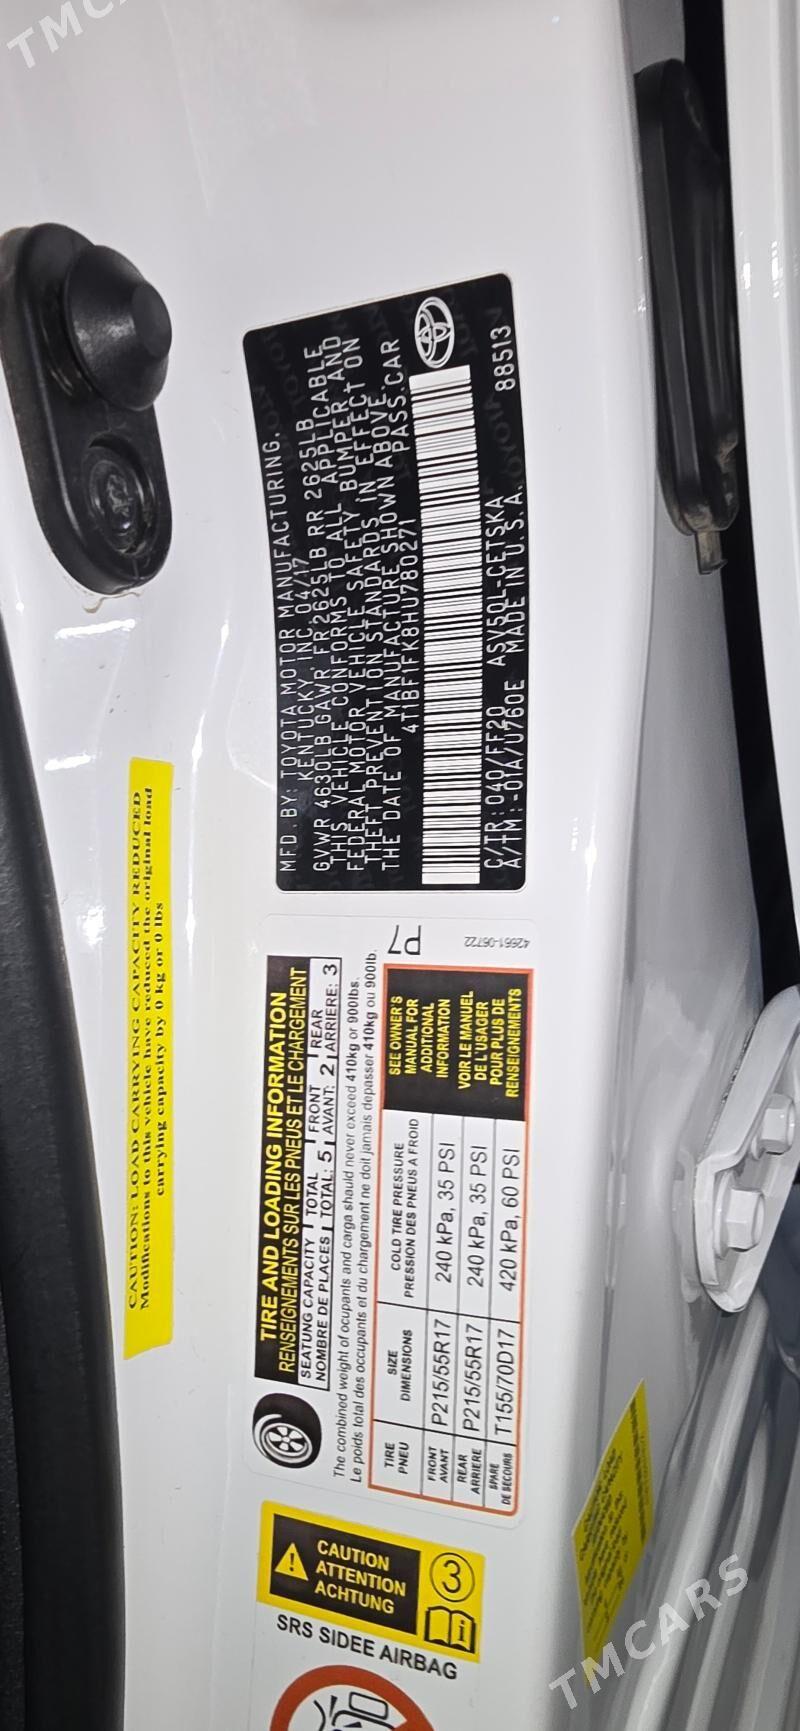 TMCA
MFD. BY: TOYOTA MOTOR MANUFACTURING,
KENTUCKY, INC. 04/17
GVWR 4630LB GAWR FR2625LB RR 2625LB
THIS VEHICLE CONFORMS TO ALL APPLICABLE
FEDERAL MOTOR VEHICLE SAFETY, BUMPER, AND
THEFT PREVENTION STANDARDS IN EFFECT ON
THE DATE OF MANUFACTURE SHOWN ABOVE.
4T1BF1FK8HU780271 PASS.CAR
C/TR: 040/FF20 ASV50L-CETSKA
A/TM: -01A/U760E MADE IN U.S.A. 88513
CAUTION: LOAD CARRYING CAPACITY REDUCED
Modifications to this vehicle have reduced the original load
carrying capacity by 0 kg or 0 lbs
TIRE AND LOADING INFORMATION
RENSEIGNEMENTS SUR LES PNEUS ET LE CHARGEMENT
SEATUNG CAPACITY TOTAL 5 FRONT 2 REAR 3
NOMBRE DE PLACES TOTAL: AVANT: ARRIERE:
The combined weight of ocupants and carga shauld never exceed 410kg or 900lbs.
Le poids total des occupants et du chargement ne doit jamais depasser 410kg ou 900lb.
P7
42661-06722
TIRE SIZE COLD TIRE PRESSURE
PNEU DIMENSIONS PRESSION DES PNEUS A FROID
FRONT AVANT P215/55R17 240 kPa, 35 PSI
REAR ARRIERE P215/55R17 240 kPa, 35 PSI
SPARE DE SECOURS T155/70D17 420 kPa, 60 PSI
SEE OWNER'S
MANUAL FOR
ADDITIONAL
INFORMATION
VOIR LE MANUEL
DE L'USAGER
POUR PLUS DE
RENSEIGNEMENTS
CAUTION
ATTENTION
ACHTUNG
3
SRS SIDEE AIRBAG
TMCARS